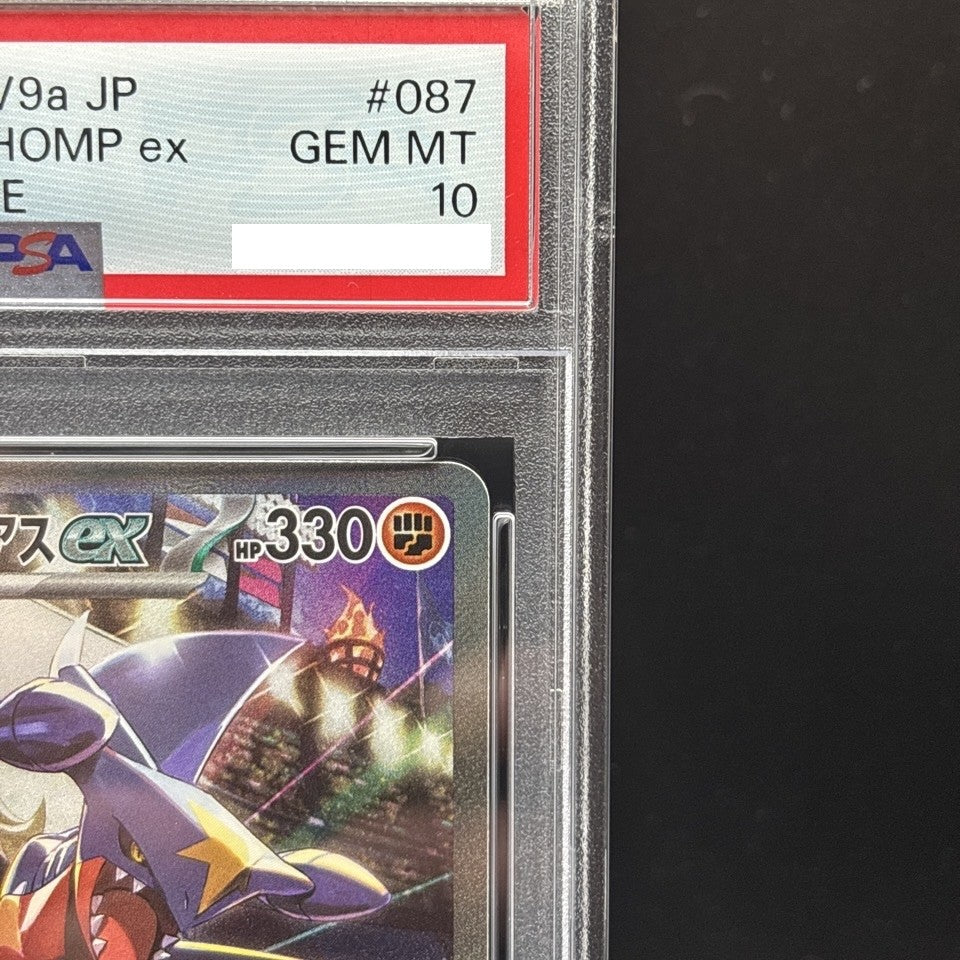 /9a JP #087
HOMP ex GEM MT
E 10
PSA
アスex HP330